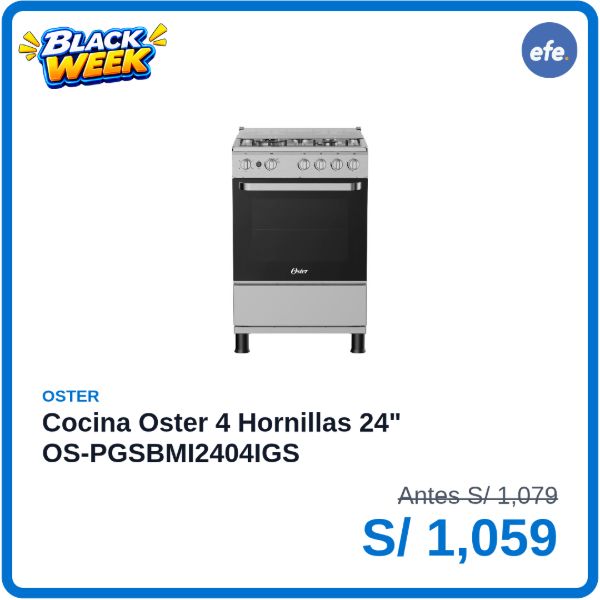 BLACK
WEEK
efe.
Oster
OSTER
Cocina Oster 4 Hornillas 24"
OS-PGSBMI2404IGS
Antes S/ 1,079
S/ 1,059